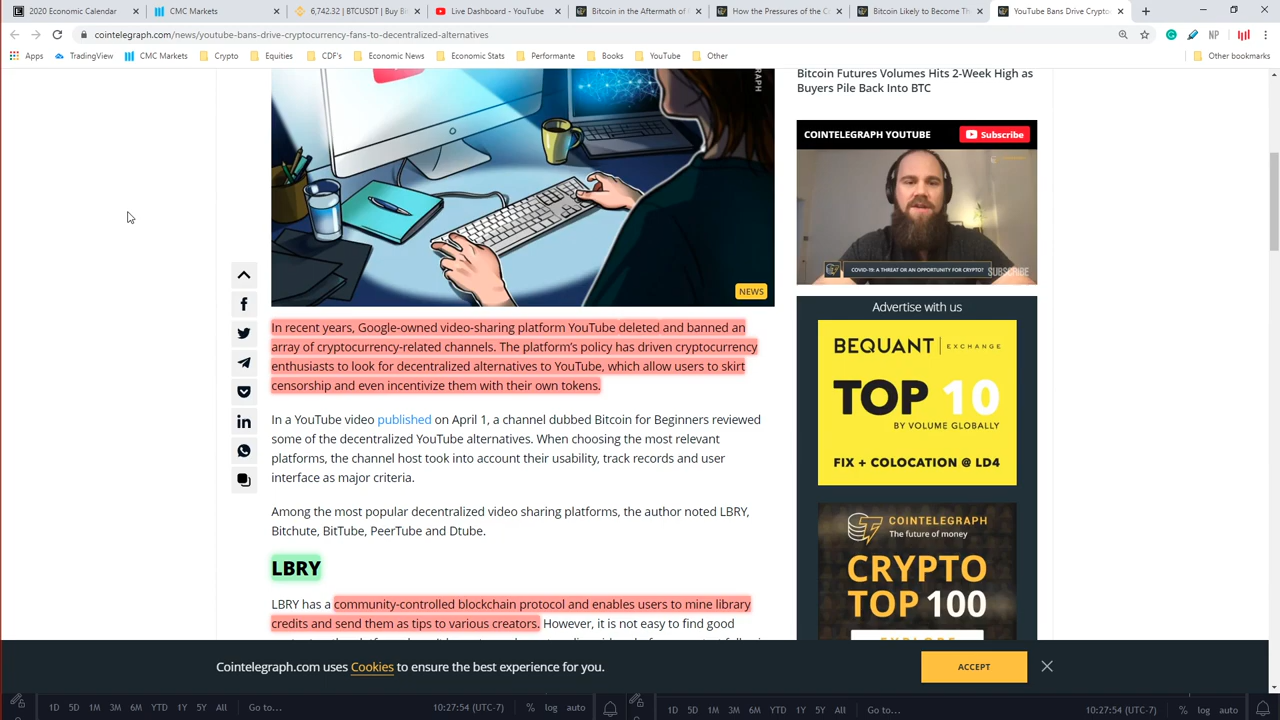 2020 Economic Calendar
CMC Markets
6,742.32 | BTCUSDT | Buy Bi
Live Dashboard - YouTube
Bitcoin in the Aftermath of
How the Pressures of the C
Bitcoin Likely to Become Th
YouTube Bans Drive Crypto
cointelegraph.com/news/youtube-bans-drive-cryptocurrency-fans-to-decentralized-alternatives
NP
Apps
TradingView
CMC Markets
Crypto
Equities
CDF's
Economic News
Economic Stats
Performante
Books
YouTube
Other
Other bookmarks
RAPH
NEWS
In recent years, Google-owned video-sharing platform YouTube deleted and banned an
array of cryptocurrency-related channels. The platform's policy has driven cryptocurrency
enthusiasts to look for decentralized alternatives to YouTube, which allow users to skirt
censorship and even incentivize them with their own tokens.
In a YouTube video published on April 1, a channel dubbed Bitcoin for Beginners reviewed
some of the decentralized YouTube alternatives. When choosing the most relevant
platforms, the channel host took into account their usability, track records and user
interface as major criteria.
Among the most popular decentralized video sharing platforms, the author noted LBRY,
Bitchute, BitTube, PeerTube and Dtube.
LBRY
LBRY has a community-controlled blockchain protocol and enables users to mine library
credits and send them as tips to various creators. However, it is not easy to find good
Bitcoin Futures Volumes Hits 2-Week High as
Buyers Pile Back Into BTC
COINTELEGRAPH YOUTUBE
Subscribe
COVID-19: A THREAT OR AN OPPORTUNITY FOR CRYPTO?
SUBSCRIBE
Advertise with us
BEQUANT | EXCHANGE
TOP 10
BY VOLUME GLOBALLY
FIX + COLOCATION @ LD4
COINTELEGRAPH
The future of money
CRYPTO
TOP 100
EXPLORE
Cointelegraph.com uses Cookies to ensure the best experience for you.
ACCEPT
1D 5D 1M 3M 6M YTD 1Y 5Y All Go to... 10:27:54 (UTC-7) % log auto
1D 5D 1M 3M 6M YTD 1Y 5Y All Go to... 10:27:54 (UTC-7) % log auto